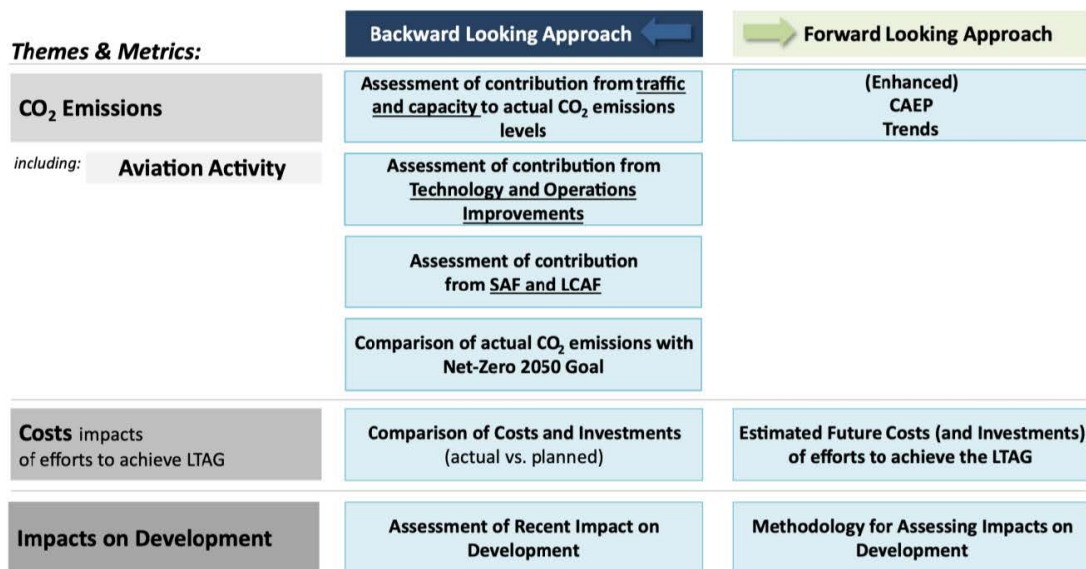 Themes & Metrics:
Backward Looking Approach
Forward Looking Approach
CO₂ Emissions
Assessment of contribution from traffic
and capacity to actual CO₂ emissions
levels
(Enhanced)
CAEP
Trends
including:
Aviation Activity
Assessment of contribution from
Technology and Operations
Improvements
Assessment of contribution
from SAF and LCAF
Comparison of actual CO₂ emissions with
Net-Zero 2050 Goal
Costs impacts
of efforts to achieve LTAG
Comparison of Costs and Investments
(actual vs. planned)
Estimated Future Costs (and Investments)
of efforts to achieve the LTAG
Impacts on Development
Assessment of Recent Impact on
Development
Methodology for Assessing Impacts on
Development